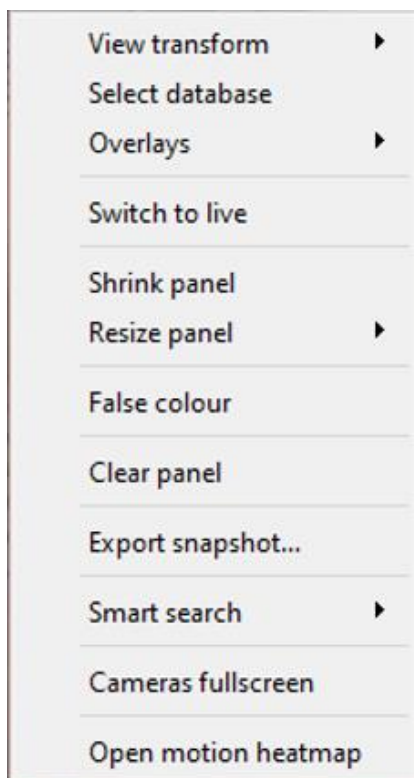 View transform
Select database
Overlays
Switch to live
Shrink panel
Resize panel
False colour
Clear panel
Export snapshot...
Smart search
Cameras fullscreen
Open motion heatmap